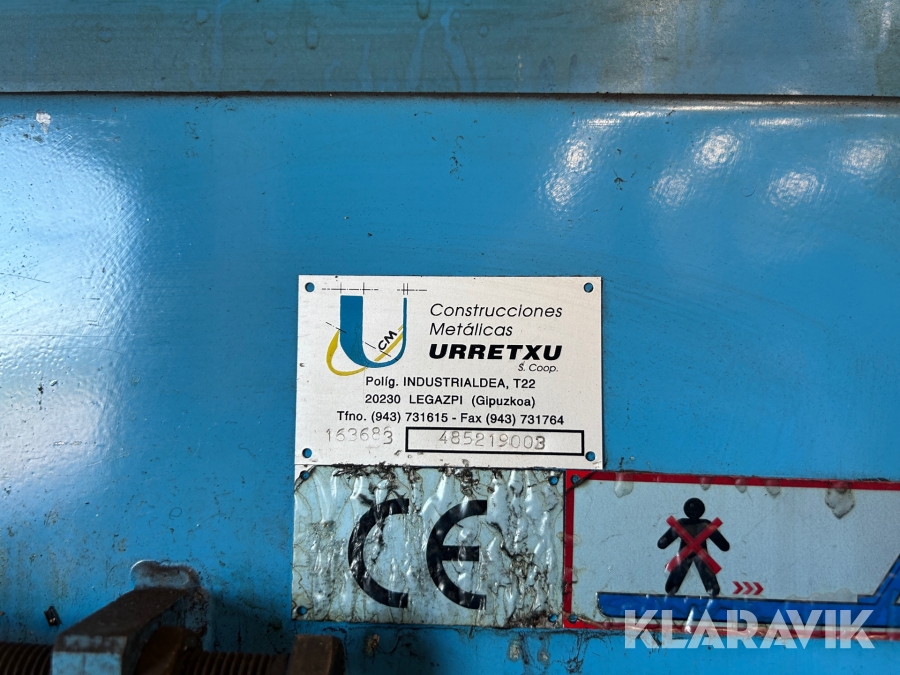 CM
Construcciones
Metálicas
URRETXU
S. Coop.
Políg. INDUSTRIALDEA, T22
20230 LEGAZPI (Gipuzkoa)
Tfno. (943) 731615 - Fax (943) 731764
163683 485219003
CE
KLARAVIK